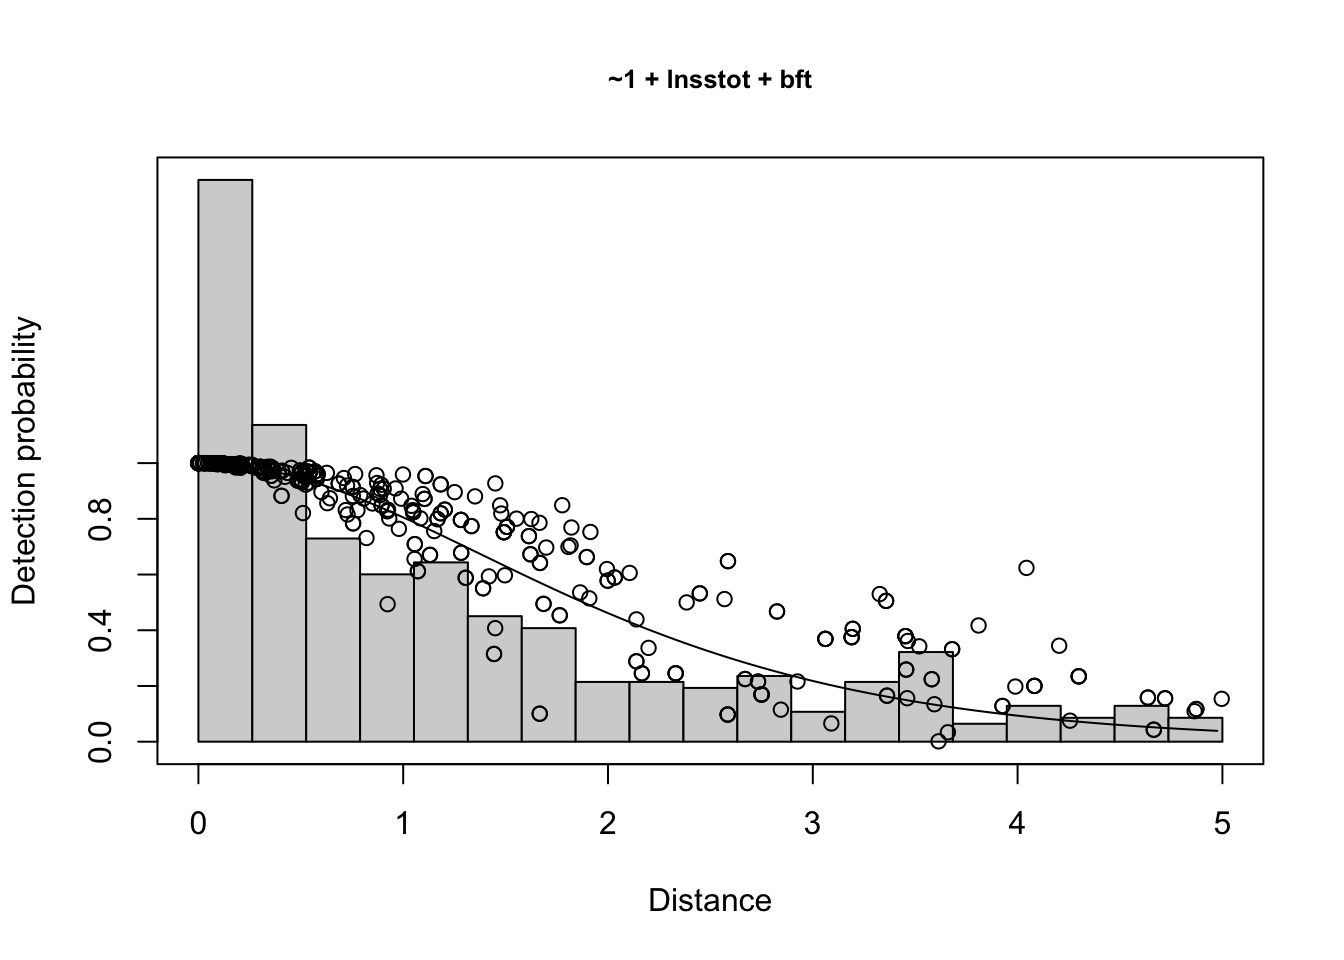 ~1 + lnsstot + bft
Detection probability
0.8
0.4
0.0
0 1 2 3 4 5
Distance